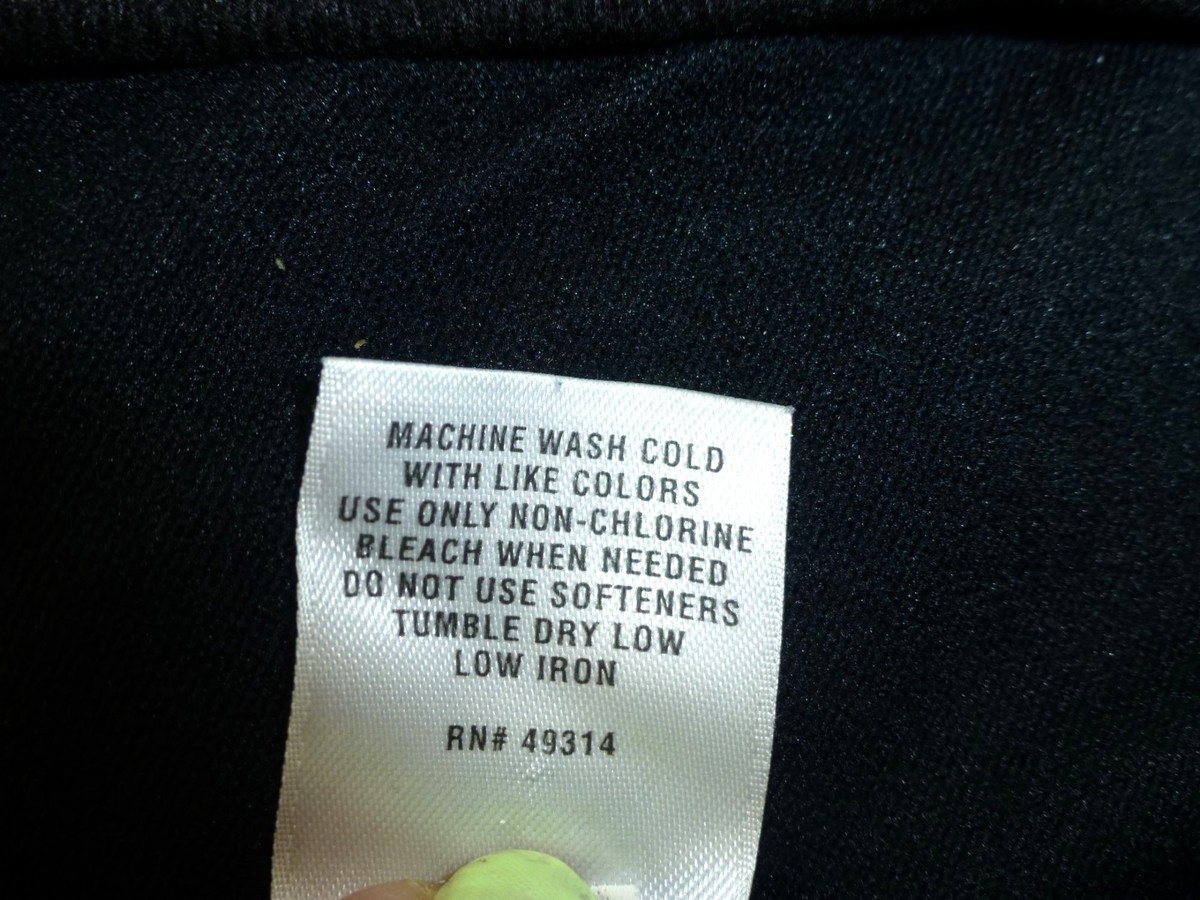 MACHINE WASH COLD
WITH LIKE COLORS
USE ONLY NON-CHLORINE
BLEACH WHEN NEEDED
DO NOT USE SOFTENERS
TUMBLE DRY LOW
LOW IRON
RN# 49314